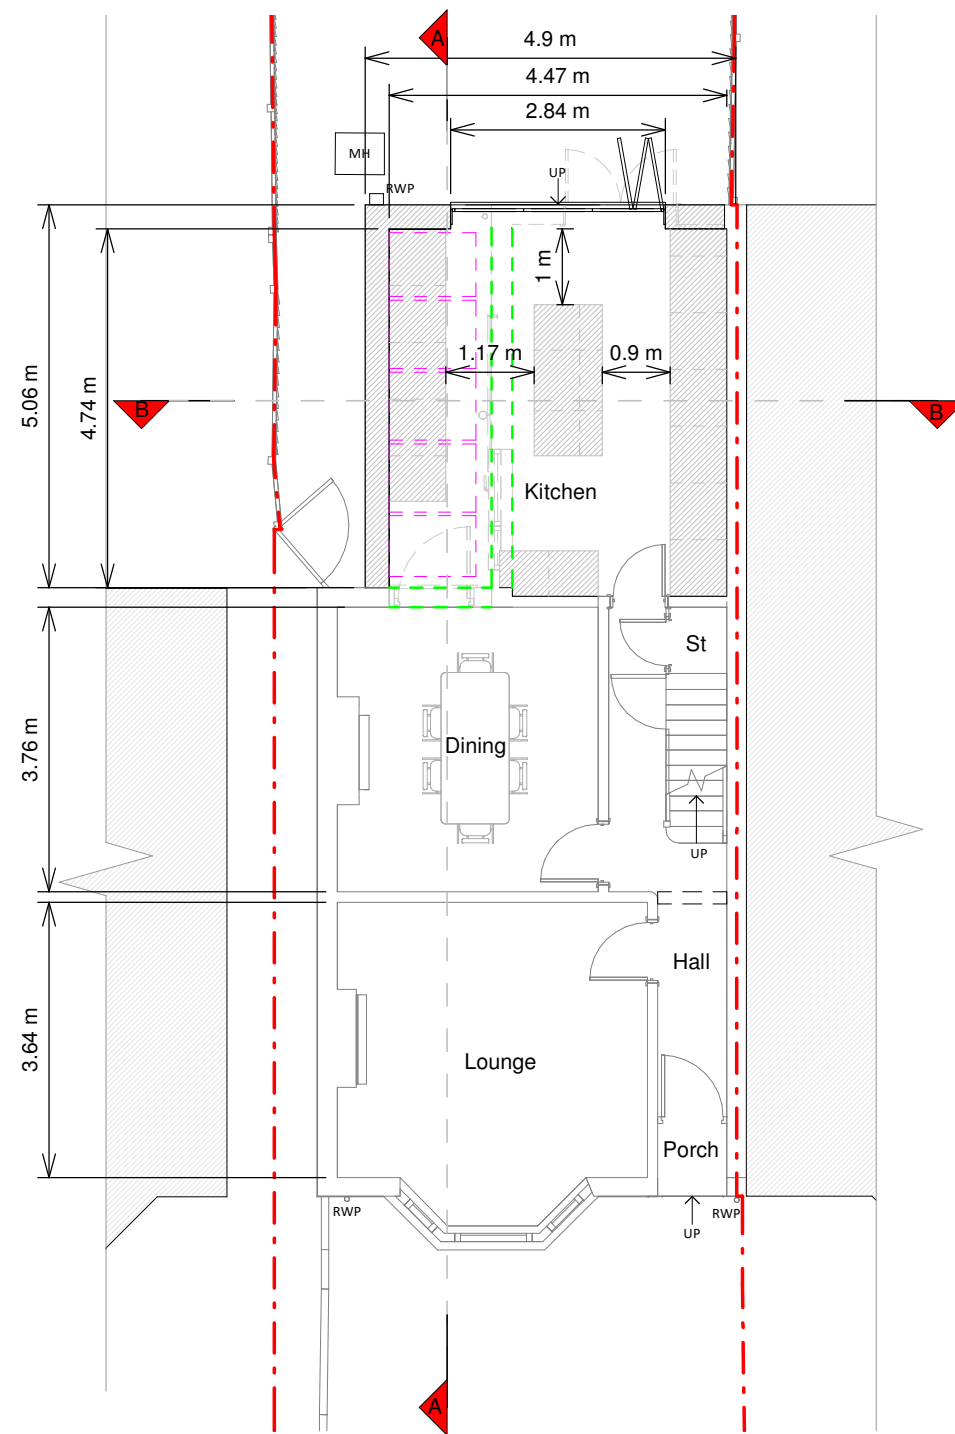 A
4.9 m
4.47 m
2.84 m
MH
RWP
UP
1 m
1.17 m
0.9 m
5.06 m
4.74 m
B
B
Kitchen
St
3.76 m
Dining
UP
Hall
3.64 m
Lounge
Porch
RWP
RWP
UP
A